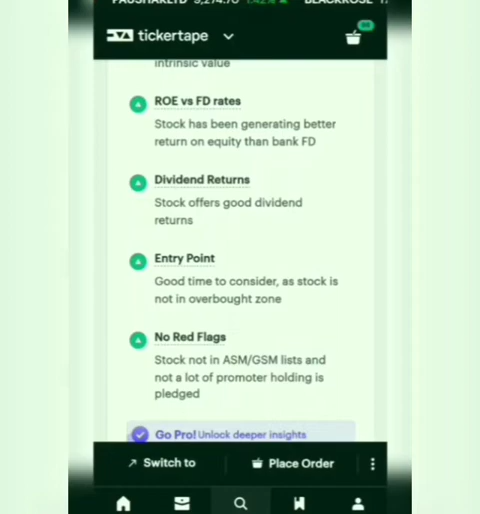 tickertape
intrinsic value
ROE vs FD rates
Stock has been generating better
return on equity than bank FD
Dividend Returns
Stock offers good dividend
returns
Entry Point
Good time to consider, as stock is
not in overbought zone
No Red Flags
Stock not in ASM/GSM lists and
not a lot of promoter holding is
pledged
Go Pro! Unlock deeper insights
Switch to
Place Order